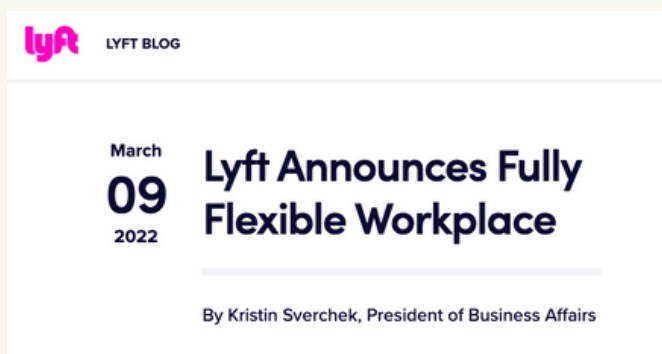 lyft
LYFT BLOG
March
09
2022
Lyft Announces Fully
Flexible Workplace
By Kristin Sverchek, President of Business Affairs